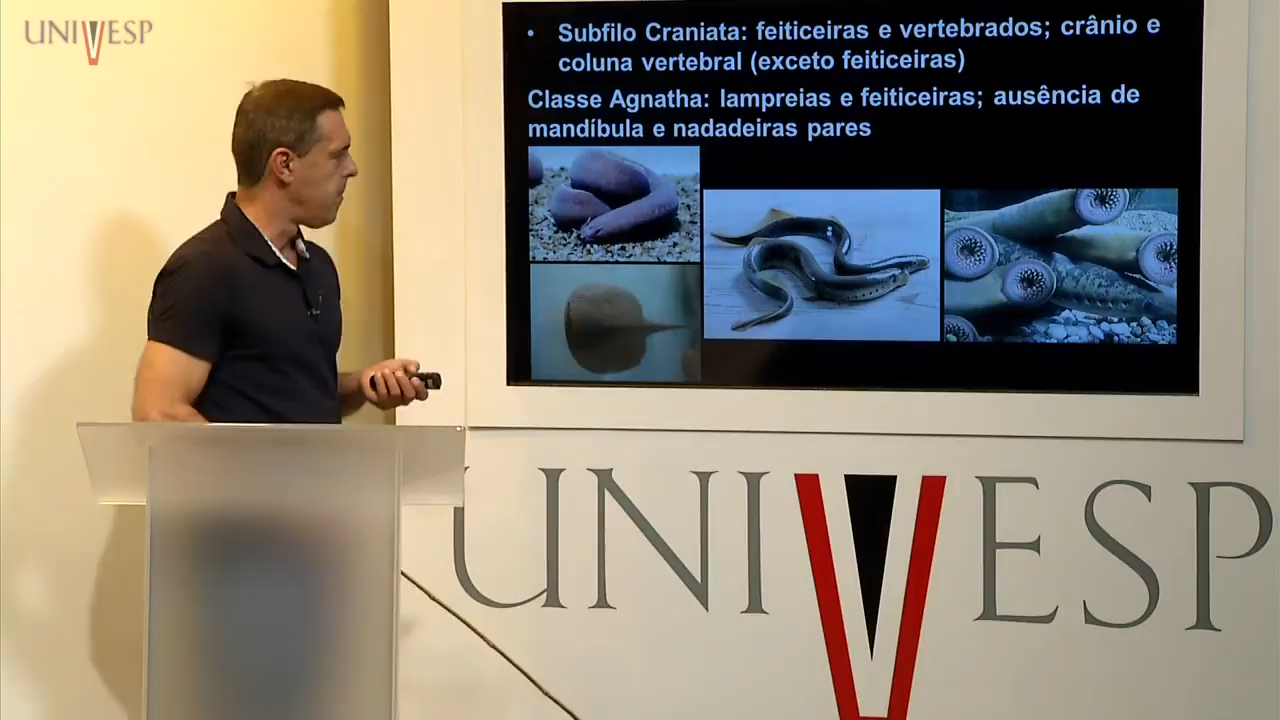 UNIVESP
• Subfilo Craniata: feiticeiras e vertebrados; crânio e
coluna vertebral (exceto feiticeiras)
Classe Agnatha: lampreias e feiticeiras; ausência de
mandíbula e nadadeiras pares
UNIVESP